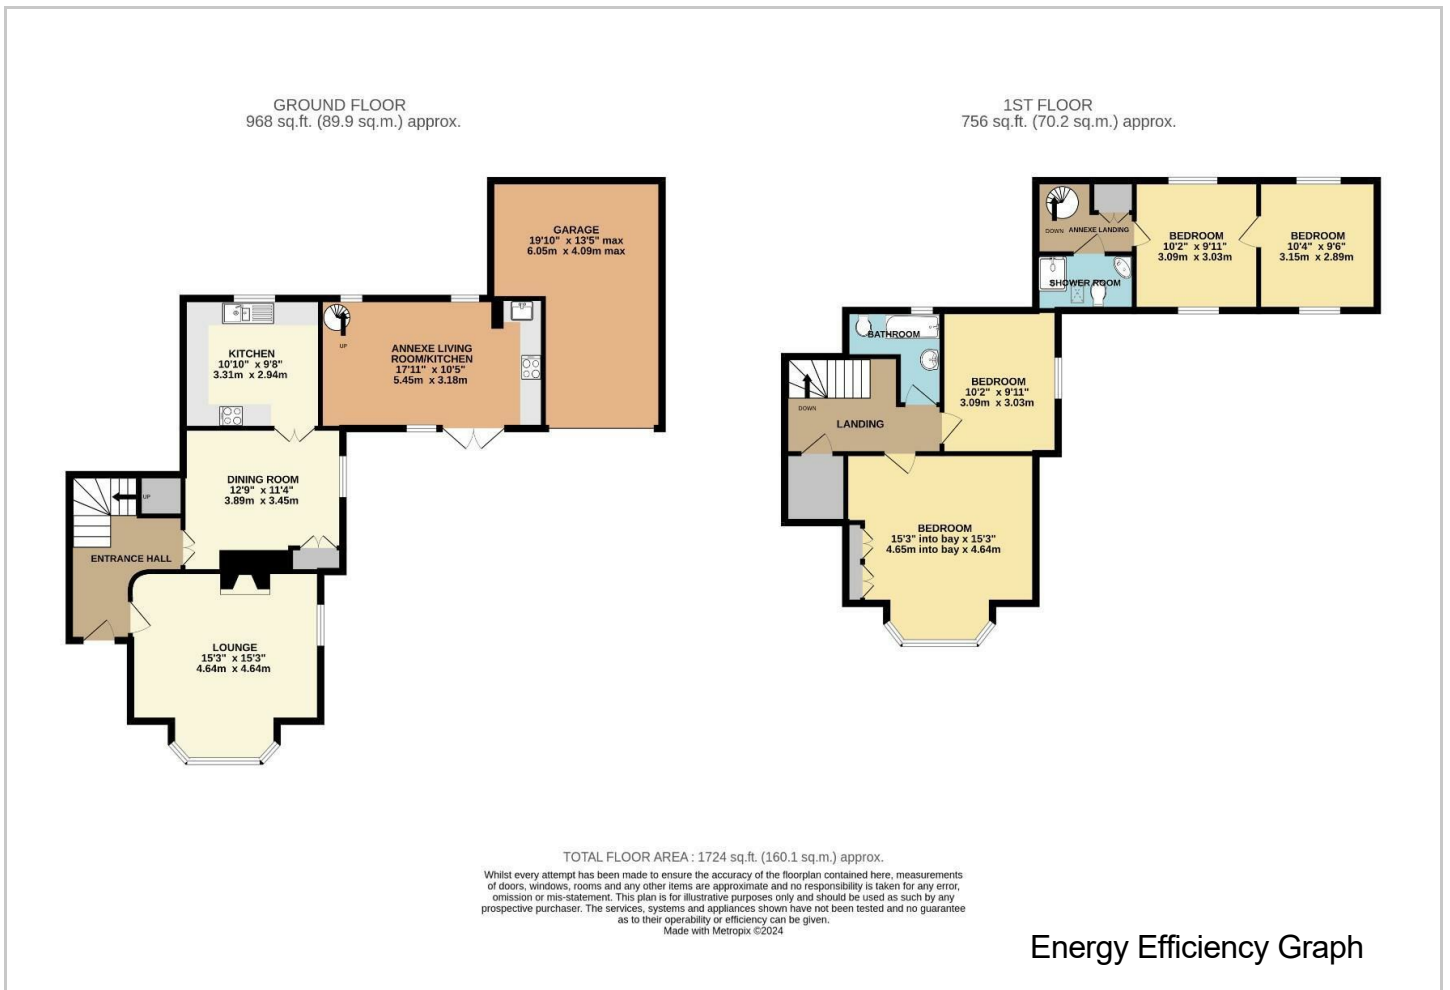 GROUND FLOOR
968 sq.ft. (89.9 sq.m.) approx.
1ST FLOOR
756 sq.ft. (70.2 sq.m.) approx.
GARAGE
19'10" x 13'5" max
6.05m x 4.09m max
KITCHEN
10'10" x 9'8"
3.31m x 2.94m
UP
ANNEXE LIVING
ROOM/KITCHEN
17'11" x 10'5"
5.45m x 3.18m
DINING ROOM
12'9" x 11'4"
3.89m x 3.45m
UP
ENTRANCE HALL
LOUNGE
15'3" x 15'3"
4.64m x 4.64m
DOWN
ANNEXE LANDING
SHOWER ROOM
BEDROOM
10'2" x 9'11"
3.09m x 3.03m
BEDROOM
10'4" x 9'6"
3.15m x 2.89m
BATHROOM
DOWN
LANDING
BEDROOM
10'2" x 9'11"
3.09m x 3.03m
BEDROOM
15'3" into bay x 15'3"
4.65m into bay x 4.64m
TOTAL FLOOR AREA : 1724 sq.ft. (160.1 sq.m.) approx.
Whilst every attempt has been made to ensure the accuracy of the floorplan contained here, measurements
of doors, windows, rooms and any other items are approximate and no responsibility is taken for any error,
omission or mis-statement. This plan is for illustrative purposes only and should be used as such by any
prospective purchaser. The services, systems and appliances shown have not been tested and no guarantee
as to their operability or efficiency can be given.
Made with Metropix ©2024
Energy Efficiency Graph